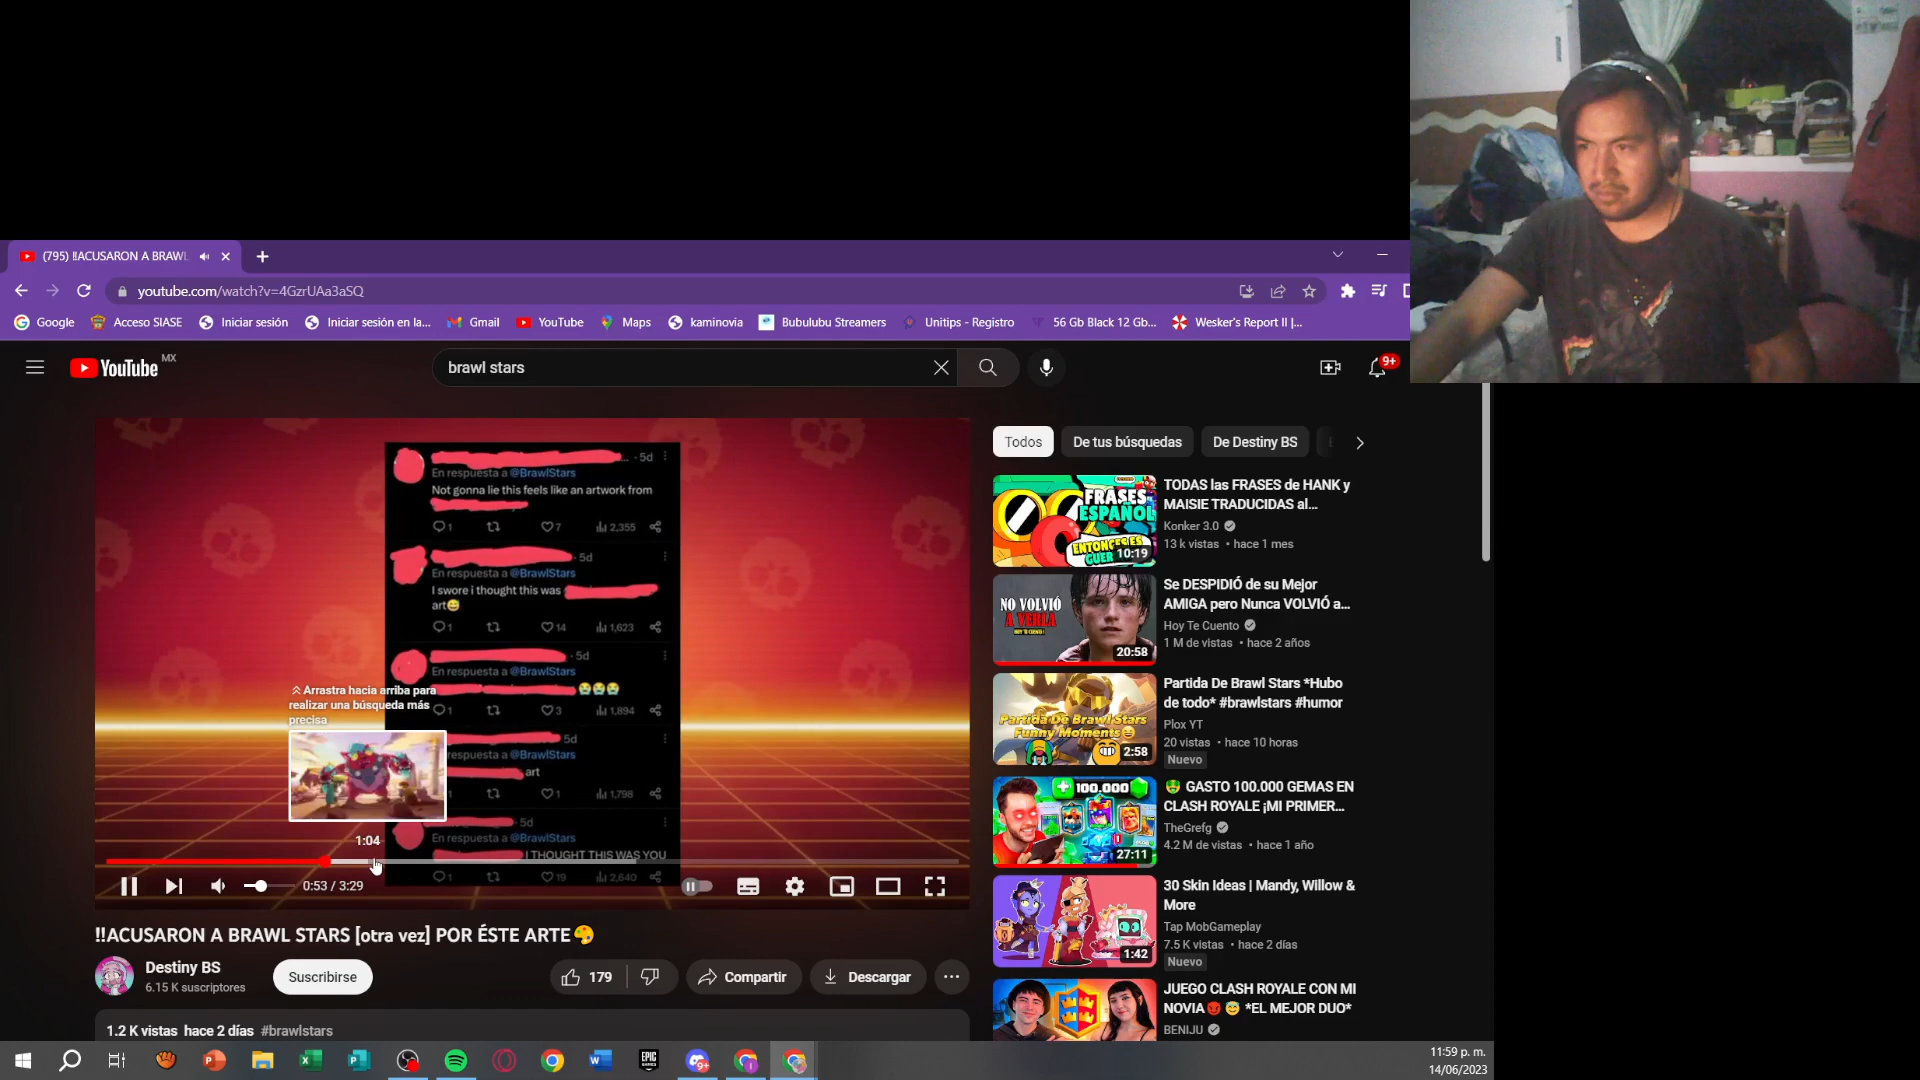 (795) ‼ACUSARON A BRAWL
youtube.com/watch?v=4GzrUAa3aSQ
Google
Acceso SIASE
Iniciar sesión
Iniciar sesión en la...
Gmail
YouTube
Maps
kaminovia
Bubulubu Streamers
Unitips - Registro
56 Gb Black 12 Gb...
Wesker's Report II |...
YouTube MX
brawl stars
9+
5d
En respuesta a @BrawlStars
Not gonna lie this feels like an artwork from
1 7 2,355
5d
En respuesta a @BrawlStars
I swore i thought this was
art😅
1 14 1,623
5d
En respuesta a @BrawlStars
😭😭😭
1 3 1,894
5d
espuesta a @BrawlStars
art
1 1 1,798
5d
En respuesta a @BrawlStars
I THOUGHT THIS WAS YOU
1 19 2,640
Arrastra hacia arriba para
realizar una búsqueda más
precisa
1:04
0:53 / 3:29
‼ACUSARON A BRAWL STARS [otra vez] POR ÉSTE ARTE🎨
Destiny BS
6.15 K suscriptores
Suscribirse
179
Compartir
Descargar
1.2 K vistas hace 2 días #brawlstars
Todos
De tus búsquedas
De Destiny BS
FRASES
ESPAÑOL
ENTONCES ES
GUER
10:19
TODAS las FRASES de HANK y
MAISIE TRADUCIDAS al...
Konker 3.0
13 k vistas • hace 1 mes
NO VOLVIÓ
A VERLA
HOY TE CUENTO
20:58
Se DESPIDIÓ de su Mejor
AMIGA pero Nunca VOLVIÓ a...
Hoy Te Cuento
1 M de vistas • hace 2 años
Partida De Brawl Stars
Funny Moments
2:58
Partida De Brawl Stars *Hubo
de todo* #brawlstars #humor
Plox YT
20 vistas • hace 10 horas
Nuevo
100.000
27:11
🤑 GASTO 100.000 GEMAS EN
CLASH ROYALE ¡MI PRIMER...
TheGrefg
4.2 M de vistas • hace 1 año
1:42
30 Skin Ideas | Mandy, Willow &
More
Tap MobGameplay
7.5 K vistas • hace 2 días
Nuevo
JUEGO CLASH ROYALE CON MI
NOVIA😈😇 *EL MEJOR DUO*
BENIJU
EPIC
GAMES
9+
11:59 p. m.
14/06/2023